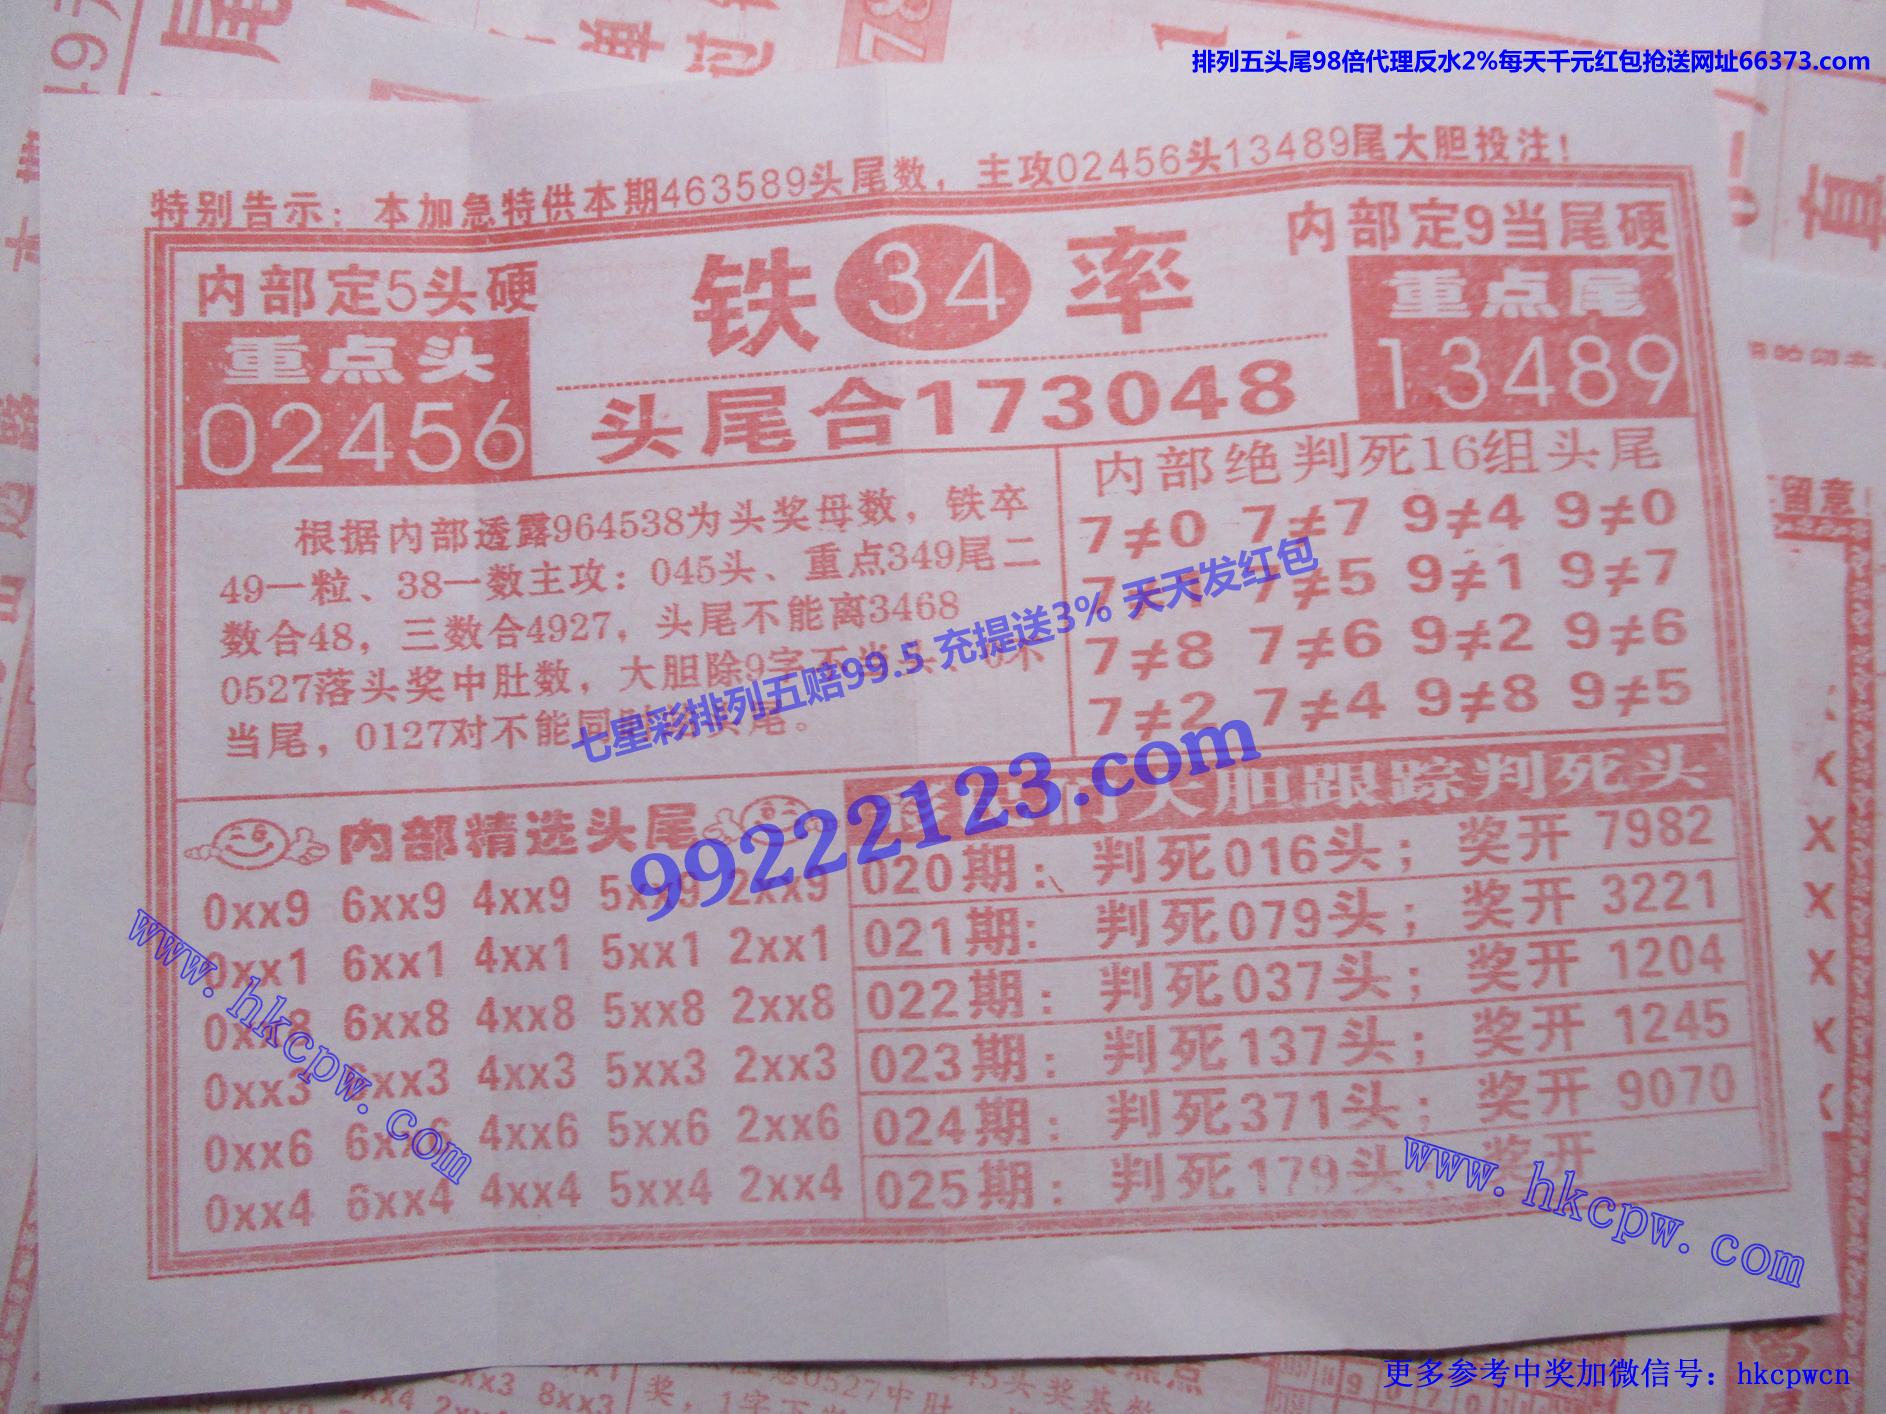 排列五头尾98倍代理反水2%每天千元红包抢送网址66373.com
特别告示：本加急特供本期463589头尾数，主攻02456头13489尾大胆投注！
内部定5头硬
重点头
02456
铁34率
头尾合173048
内部定9当尾硬
重点尾
13489
根据内部透露964538为头奖母数，铁卒
49一粒、38一数主攻：045头、重点349尾二
数合48，三数合4927，头尾不能离3468
0527落头奖中肚数，大胆除9字不当头、0不
当尾，0127对不能同
尾。
内部绝判死16组头尾
7≠0 7≠7 9≠4 9≠0
7≠1 7≠5 9≠1 9≠7
7≠8 7≠6 9≠2 9≠6
7≠2 7≠4 9≠8 9≠5
七星彩排列五赔99.5 充提送3% 天天发红包
99222123.com
内部精选头尾
0xx9 6xx9 4xx9 5xx9 2xx9
0xx1 6xx1 4xx1 5xx1 2xx1
0xx8 6xx8 4xx8 5xx8 2xx8
0xx3 6xx3 4xx3 5xx3 2xx3
0xx6 6xx6 4xx6 5xx6 2xx6
0xx4 6xx4 4xx4 5xx4 2xx4
大胆跟踪判死头
020期：判死016头；奖开 7982
021期：判死079头；奖开 3221
022期：判死037头；奖开 1204
023期：判死137头；奖开 1245
024期：判死371头；奖开 9070
025期：判死179头；奖开
www.hkcpw.com
www.hkcpw.com
留意!
更多参考中奖加微信号：hkcpwcn